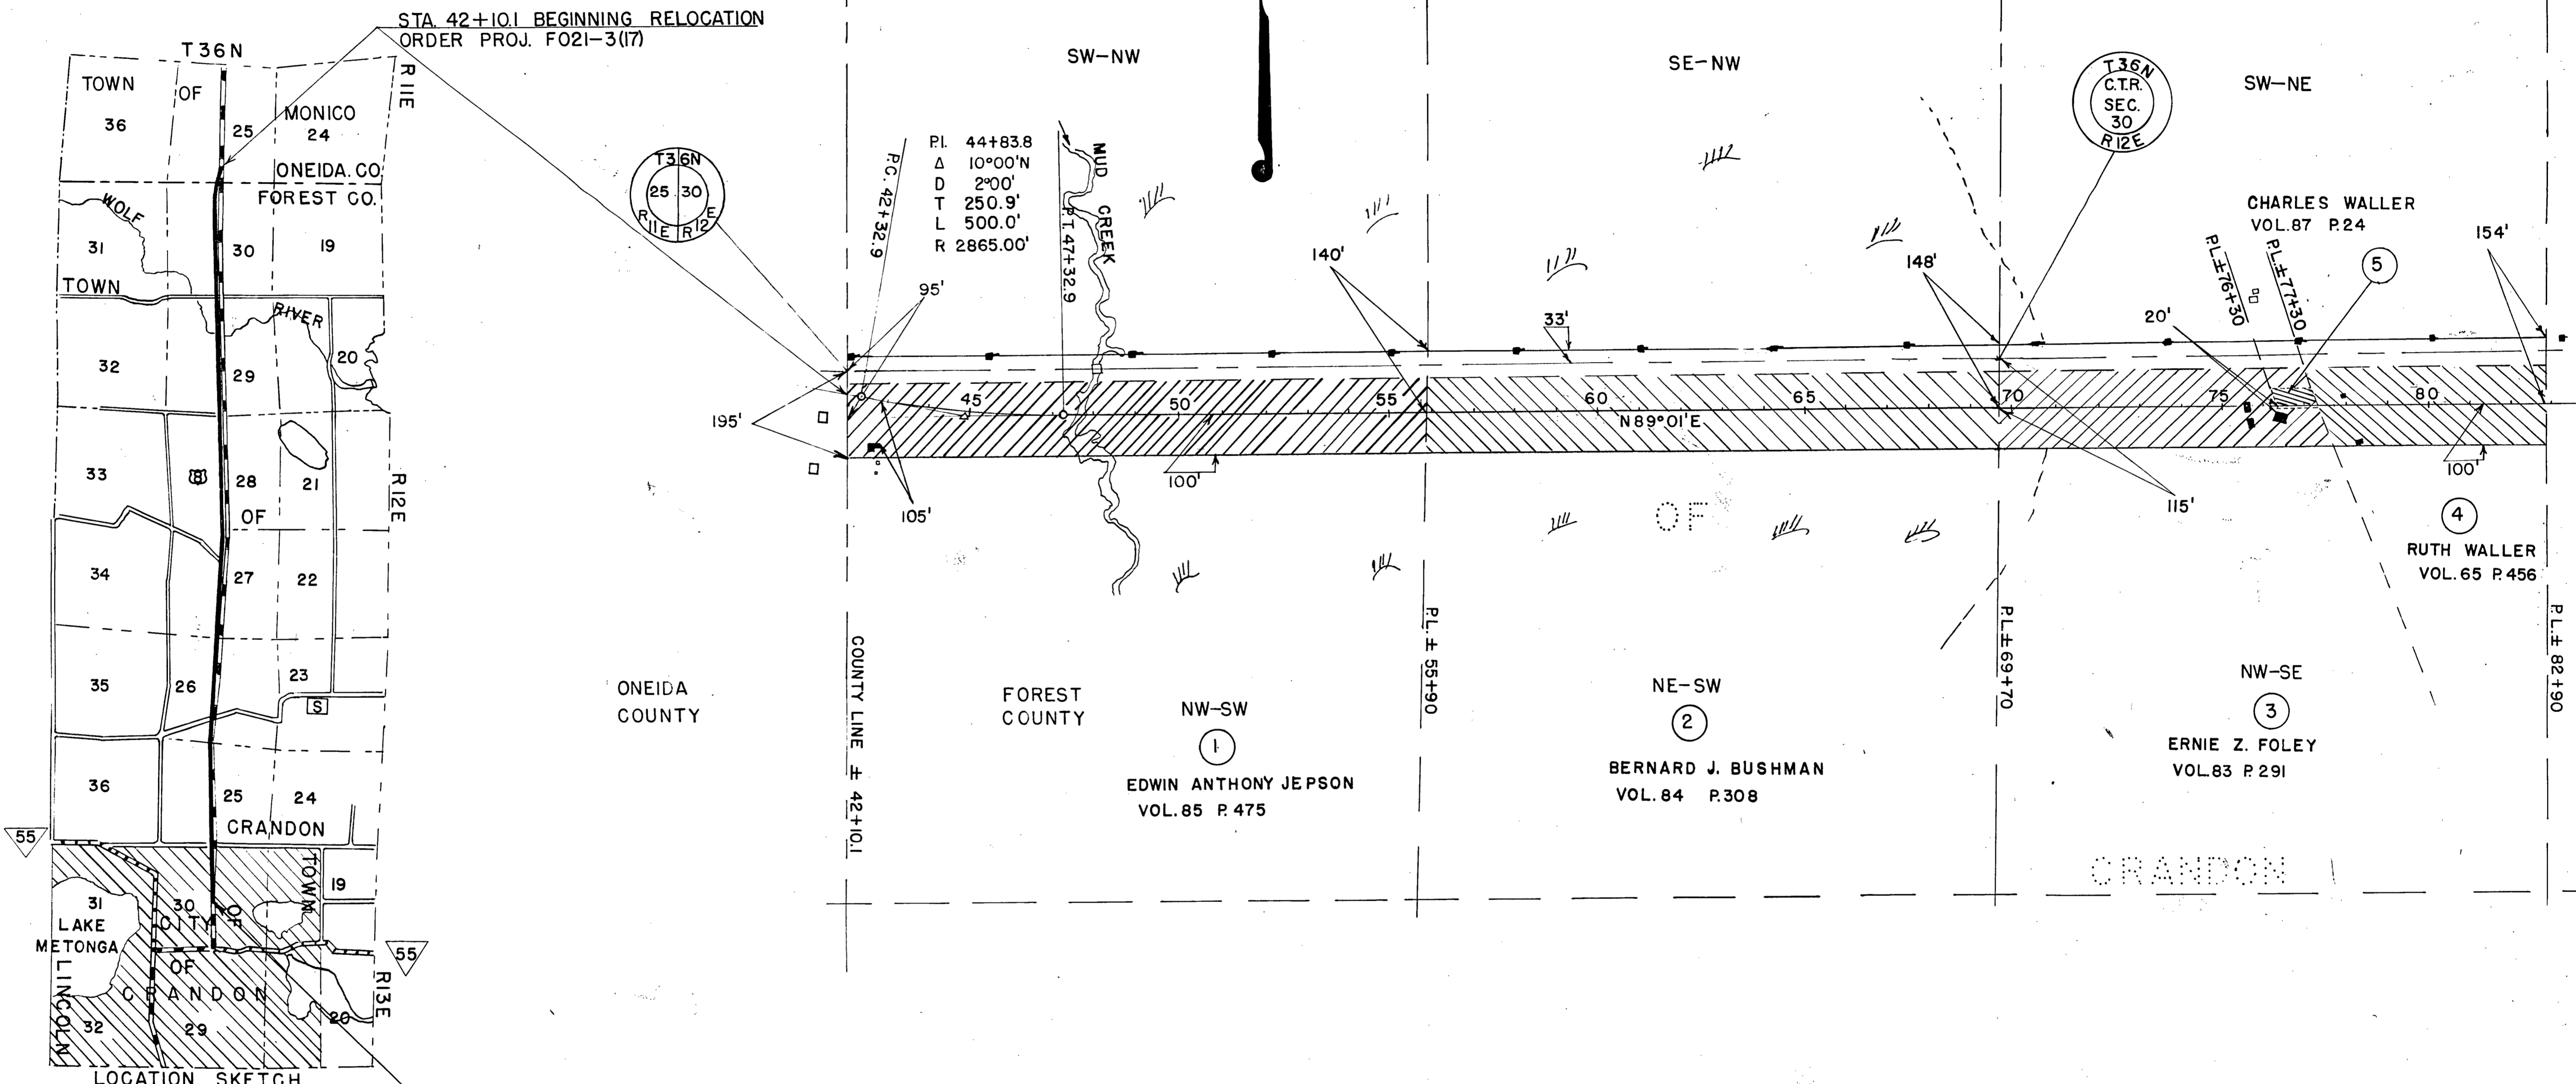 STA. 42+10.1 BEGINNING RELOCATION
ORDER PROJ. F021-3(17)
T36N
R11E
TOWN
OF
MONICO
36
25
24
ONEIDA. CO.
FOREST CO.
WOLF
31
30
19
TOWN
RIVER
32
29
20
33
8
28
21
R12E
OF
34
27
22
35
26
23
S
36
25
24
CRANDON
55
TOWN
31
30
OF
19
LAKE
METONGA
CITY
55
OF
LINCOLN
CRANDON
R13E
32
29
20
LOCATION SKETCH
T36N
25 30
R11E
R12E
P.C. 42+32.9
P.I. 44+83.8
Δ 10°00'N
D 2°00'
T 250.9'
L 500.0'
R 2865.00'
P.T. 47+32.9
MUD CREEK
SW-NW
SE-NW
SW-NE
T36N
C.T.R.
SEC.
30
R12E
CHARLES WALLER
VOL.87 P.24
5
P.L.±76+30
P.L.±77+30
154'
95'
140'
33'
148'
20'
195'
45
50
55
60
65
70
75
80
N89°01'E
105'
100'
115'
100'
OF
4
RUTH WALLER
VOL.65 P.456
COUNTY LINE ± 42+10.1
P.L.± 55+90
P.L.±69+70
P.L.± 82+90
ONEIDA
COUNTY
FOREST
COUNTY
NW-SW
1
EDWIN ANTHONY JEPSON
VOL.85 P.475
NE-SW
2
BERNARD J. BUSHMAN
VOL.84 P.308
NW-SE
3
ERNIE Z. FOLEY
VOL.83 P.291
CRANDON